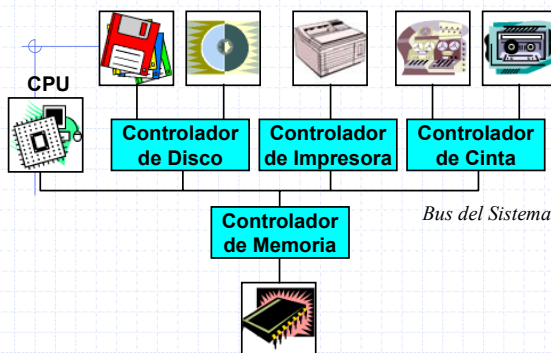 CPU
Controlador
de Disco
Controlador
de Impresora
Controlador
de Cinta
Bus del Sistema
Controlador
de Memoria